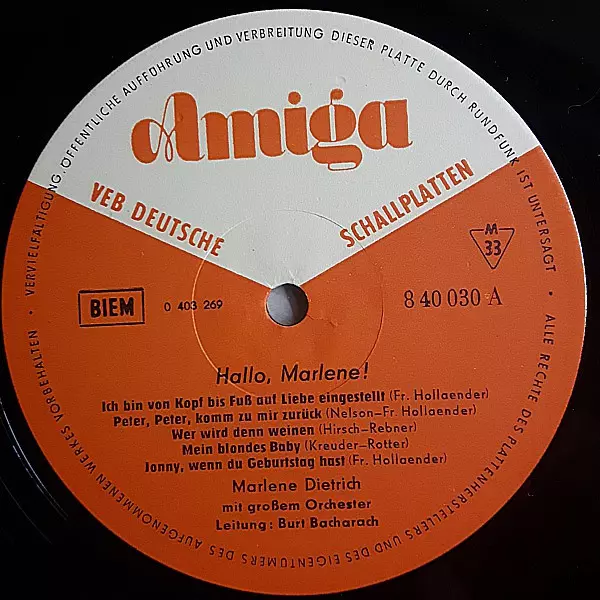 ALLE RECHTE DES PLATTENHERSTELLERS UND DES EIGENTUMERS DES AUFGENOMMENEN WERKES VORBEHALTEN · VERVIELFÄLTIGUNG, ÖFFENTLICHE AUFFÜHRUNG UND VERBREITUNG DIESER PLATTE DURCH RUNDFUNK IST UNTERSAGT ·
Amiga
VEB DEUTSCHE SCHALLPLATTEN
M
33
BIEM
0 403 269
8 40 030 A
Hallo, Marlene!
Ich bin von Kopf bis Fuß auf Liebe eingestellt (Fr. Hollaender)
Peter, Peter, komm zu mir zurück (Nelson-Fr. Hollaender)
Wer wird denn weinen (Hirsch-Rebner)
Mein blondes Baby (Kreuder-Rotter)
Jonny, wenn du Geburtstag hast (Fr. Hollaender)
Marlene Dietrich
mit großem Orchester
Leitung: Burt Bacharach